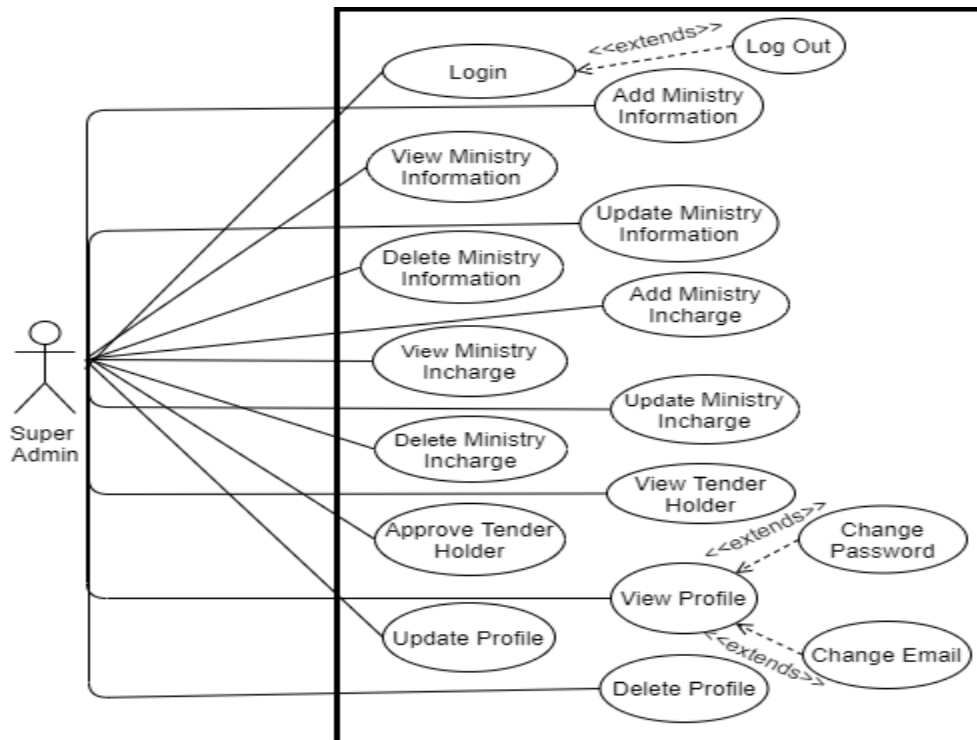 <<extends>>
Log Out
Login
Add Ministry
Information
View Ministry
Information
Update Ministry
Information
Delete Ministry
Information
Add Ministry
Incharge
View Ministry
Incharge
Super
Admin
Update Ministry
Incharge
Delete Ministry
Incharge
View Tender
Holder
Approve Tender
Holder
<<extends>>
Change
Password
View Profile
Update Profile
<<extends>>
Change Email
Delete Profile